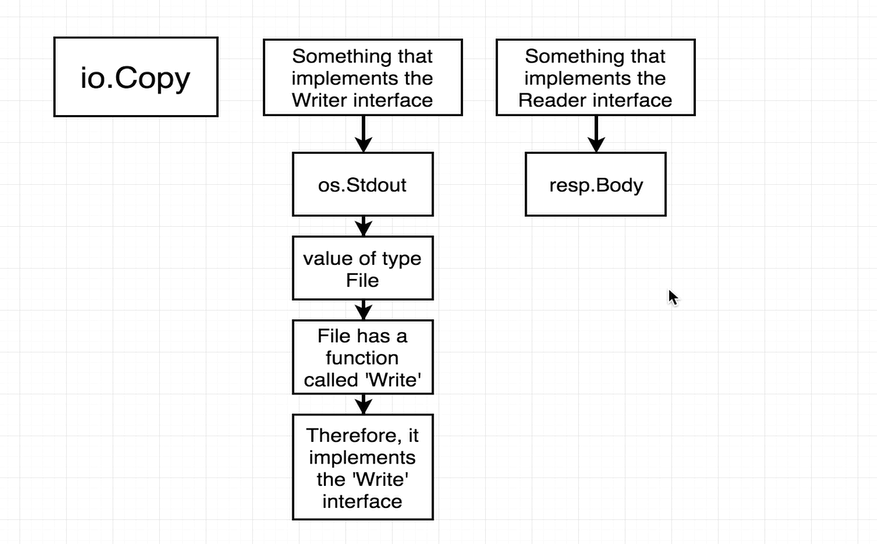 io.Copy
Something that
implements the
Writer interface
Something that
implements the
Reader interface
os.Stdout
resp.Body
value of type
File
File has a
function
called 'Write'
Therefore, it
implements
the 'Write'
interface